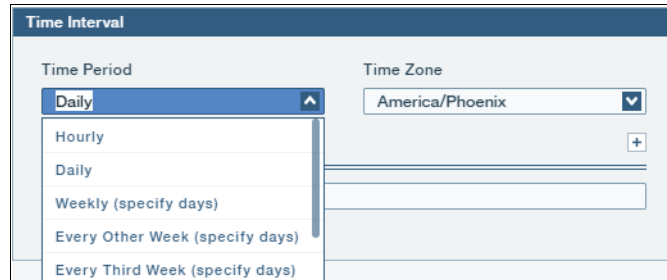 Time Interval
Time Period
Time Zone
Daily
America/Phoenix
Hourly
Daily
Weekly (specify days)
Every Other Week (specify days)
Every Third Week (specify days)